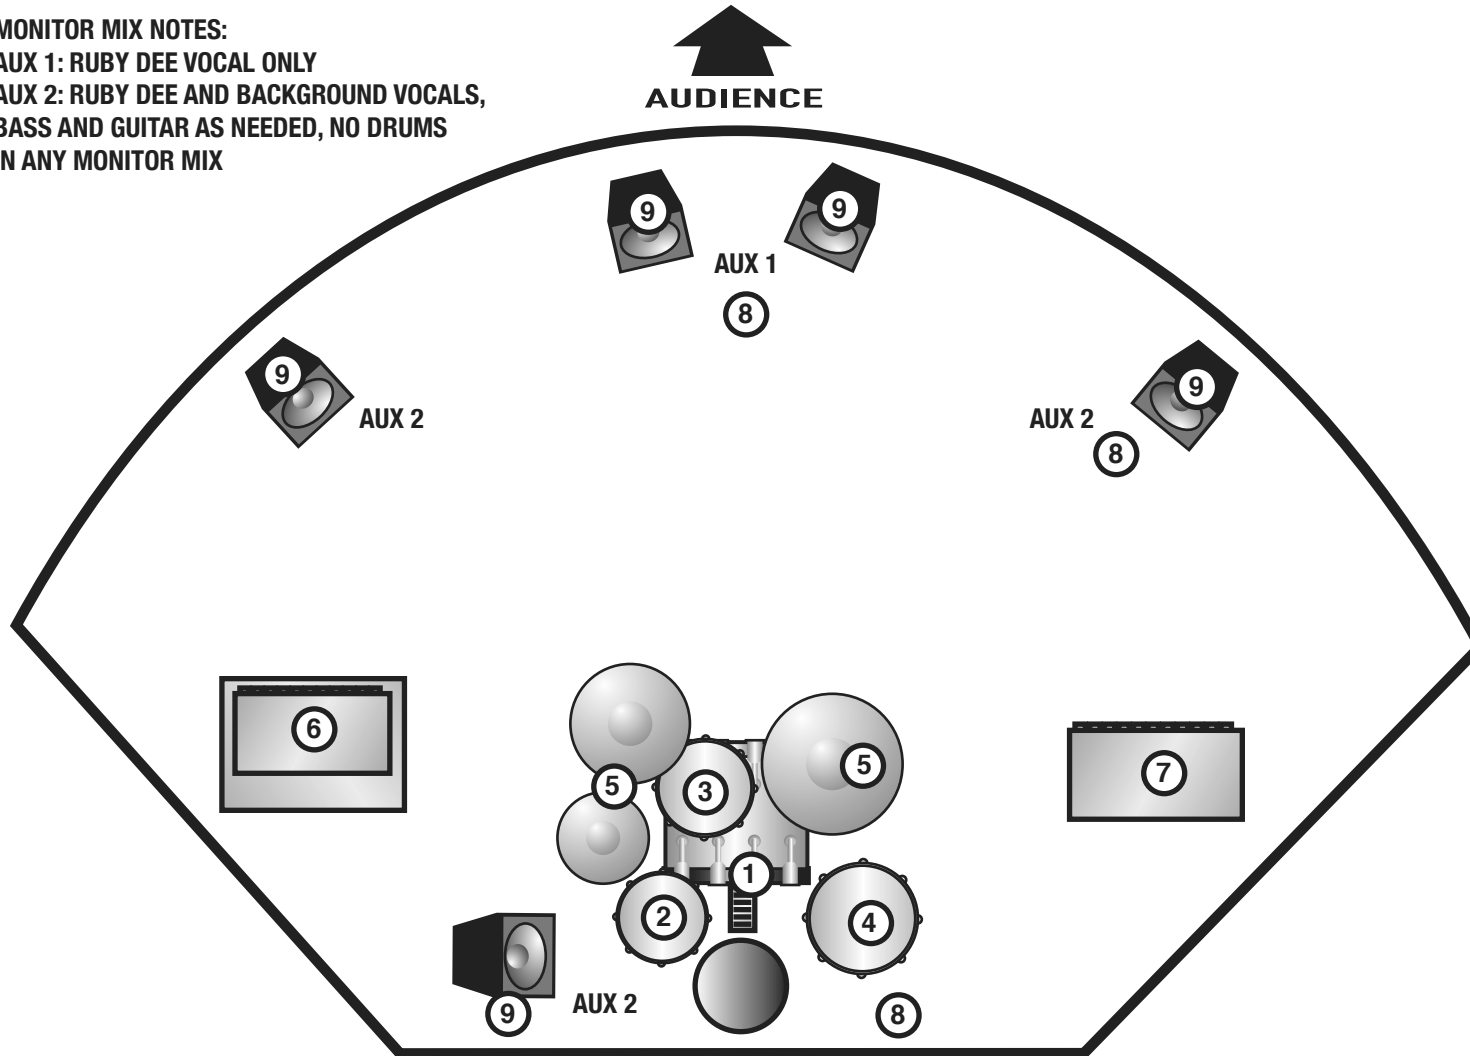 MONITOR MIX NOTES:
AUX 1: RUBY DEE VOCAL ONLY
AUX 2: RUBY DEE AND BACKGROUND VOCALS,
BASS AND GUITAR AS NEEDED, NO DRUMS
IN ANY MONITOR MIX
AUDIENCE
9
9
AUX 1
8
9
AUX 2
9
AUX 2
8
6
5
3
5
7
1
2
4
9
AUX 2
8